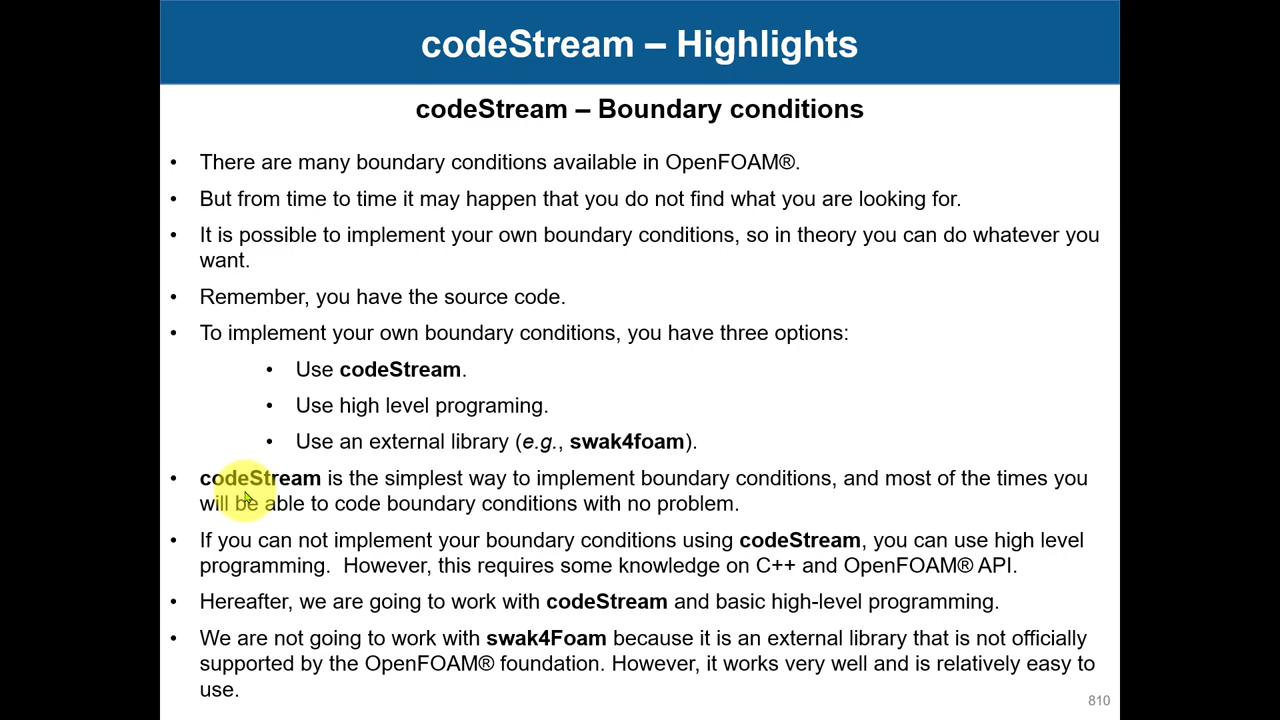 codeStream – Highlights
codeStream – Boundary conditions
• There are many boundary conditions available in OpenFOAM®.
• But from time to time it may happen that you do not find what you are looking for.
• It is possible to implement your own boundary conditions, so in theory you can do whatever you
want.
• Remember, you have the source code.
• To implement your own boundary conditions, you have three options:
• Use codeStream.
• Use high level programing.
• Use an external library (e.g., swak4foam).
• codeStream is the simplest way to implement boundary conditions, and most of the times you
will be able to code boundary conditions with no problem.
• If you can not implement your boundary conditions using codeStream, you can use high level
programming.  However, this requires some knowledge on C++ and OpenFOAM® API.
• Hereafter, we are going to work with codeStream and basic high-level programming.
• We are not going to work with swak4Foam because it is an external library that is not officially
supported by the OpenFOAM® foundation. However, it works very well and is relatively easy to
use.
810